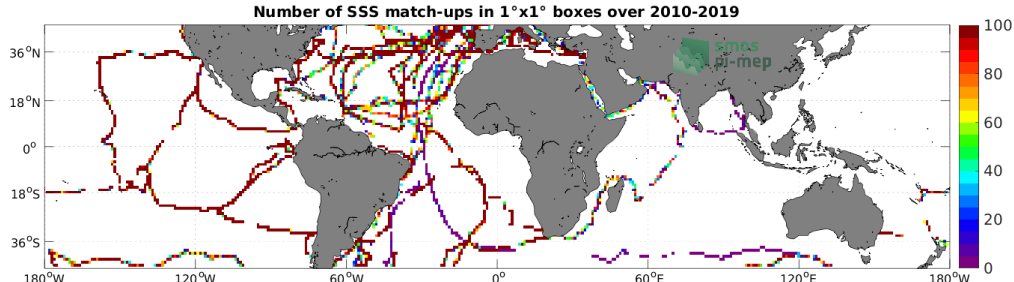 Number of SSS match-ups in 1°x1° boxes over 2010-2019
36°N
18°N
0°
18°S
36°S
180°W
120°W
60°W
0°
60°E
120°E
180°W
100
80
60
40
20
0
smos
pi-mep